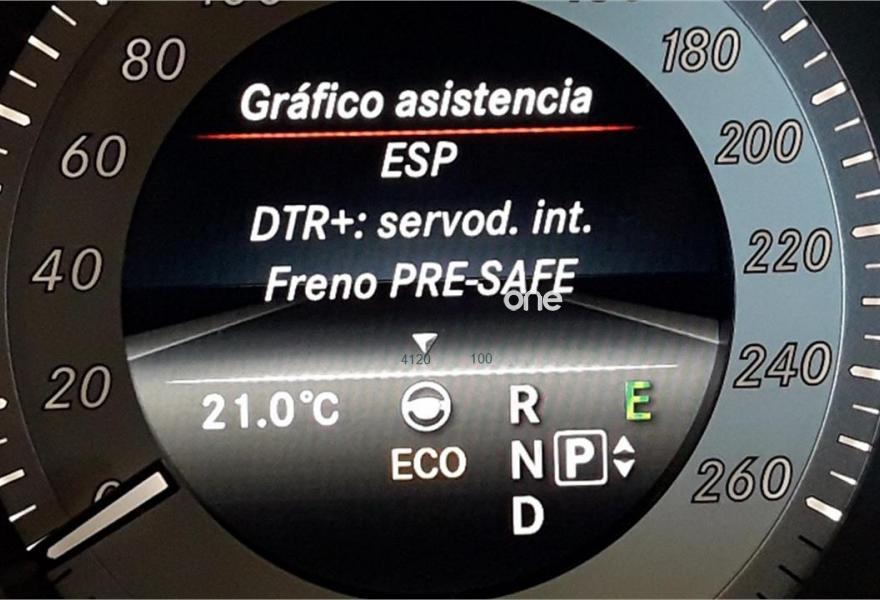 80
180
Gráfico asistencia
60
ESP
200
DTR+: servod. int.
40
220
Freno PRE-SAFE
one
4120 100
20
240
21.0°C
R E
ECO
N P
260
D